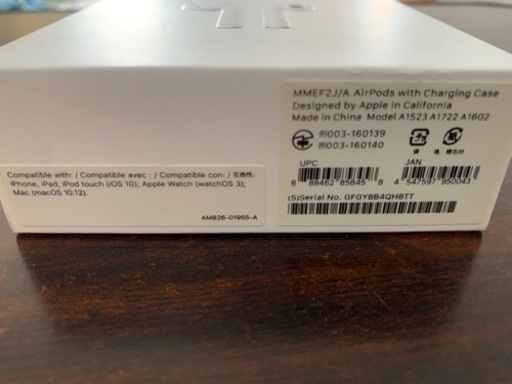 MMEF2J/A AirPods with Charging Case
Designed by Apple in California
Made in China Model A1523 A1722 A1602
003-160139
003-160140
UPC
JAN
8 88462 85845 8
4 547597 950043
(S)Serial No. GFGY8B4QH8TT
Compatible with: / Compatible avec : / Compatible con: / 互換性:
iPhone, iPad, iPod touch (iOS 10); Apple Watch (watchOS 3);
Mac (macOS 10.12).
AM826-01955-A